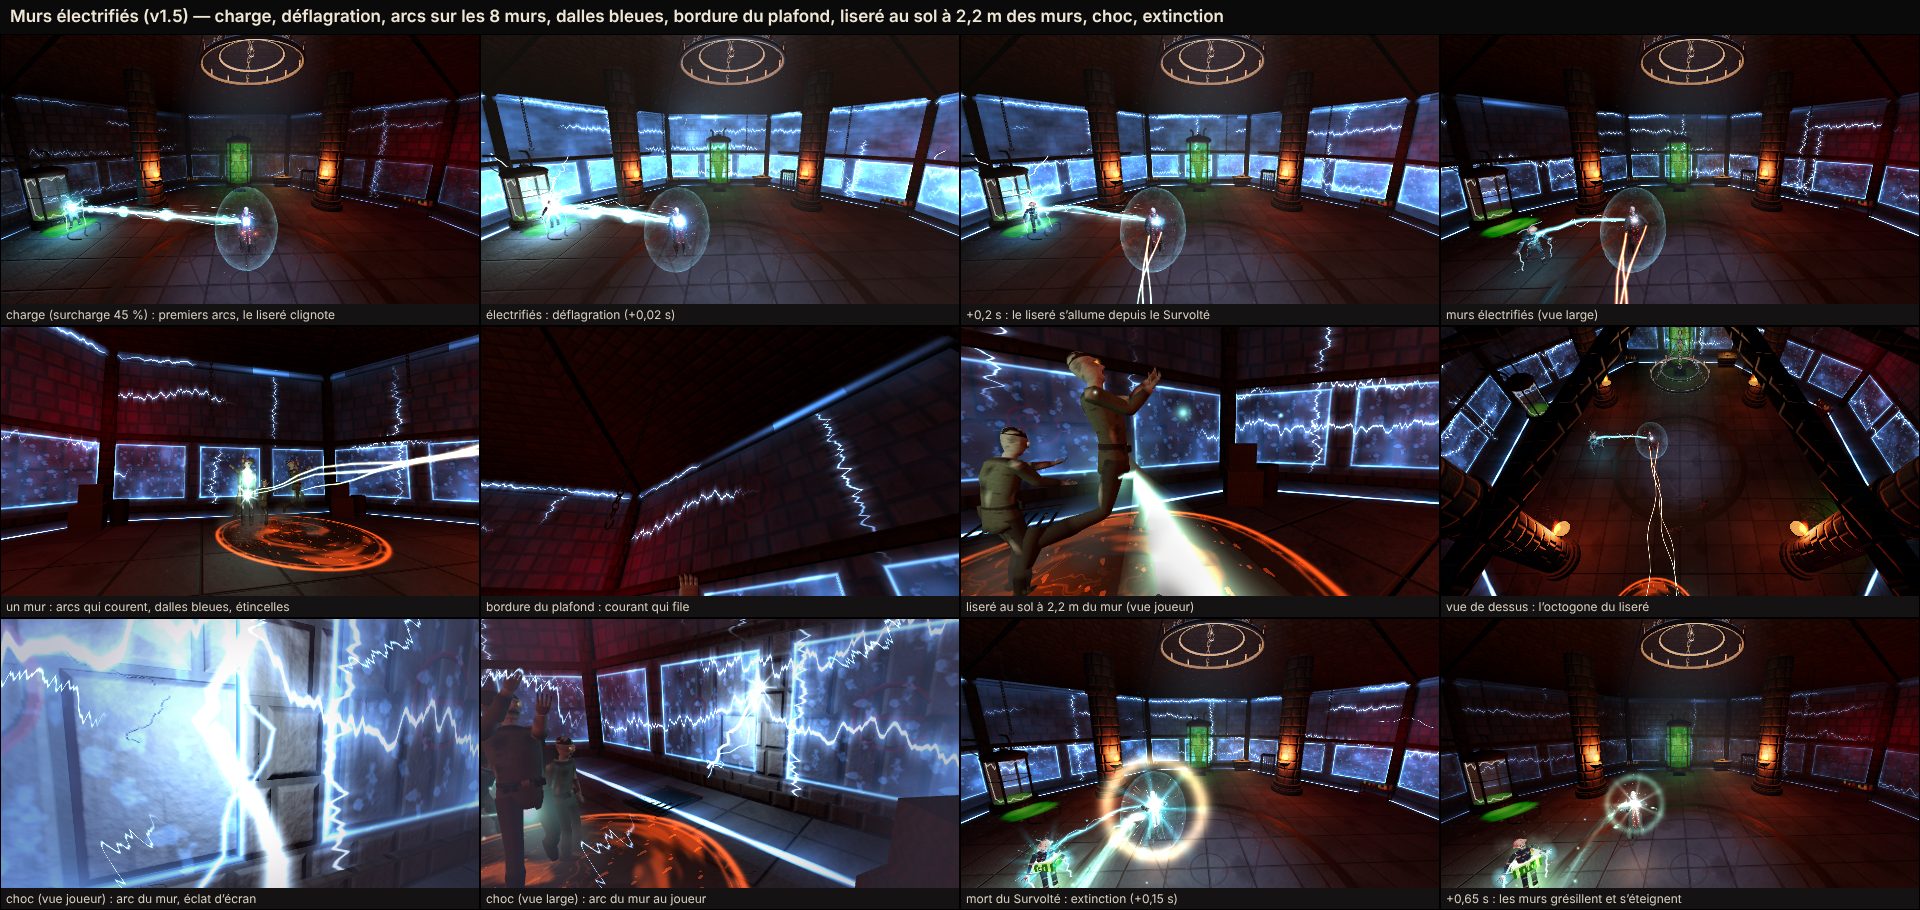 Murs électrifiés (v1.5) — charge, déflagration, arcs sur les 8 murs, dalles bleues, bordure du plafond, liseré au sol à 2,2 m des murs, choc, extinction
charge (surcharge 45 %) : premiers arcs, le liseré clignote
électrifiés : déflagration (+0,02 s)
+0,2 s : le liseré s’allume depuis le Survolté
murs électrifiés (vue large)
un mur : arcs qui courent, dalles bleues, étincelles
bordure du plafond : courant qui file
liseré au sol à 2,2 m du mur (vue joueur)
vue de dessus : l’octogone du liseré
choc (vue joueur) : arc du mur, éclat d’écran
choc (vue large) : arc du mur au joueur
mort du Survolté : extinction (+0,15 s)
+0,65 s : les murs grésillent et s’éteignent